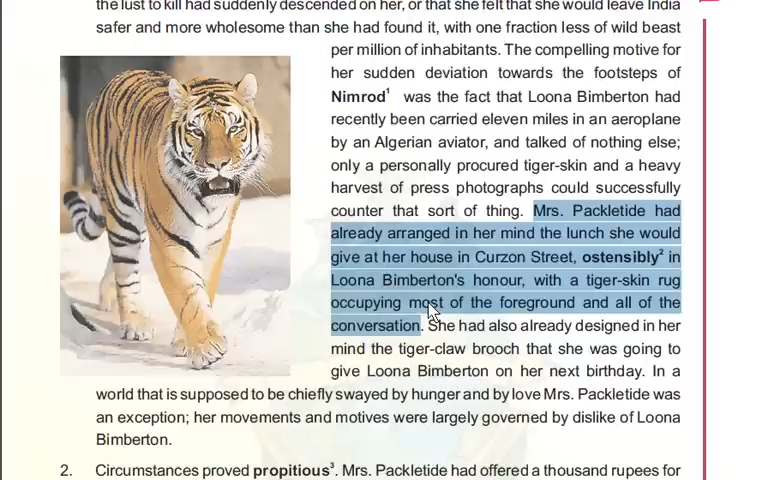 the lust to kill had suddenly descended on her, or that she felt that she would leave India
safer and more wholesome than she had found it, with one fraction less of wild beast
per million of inhabitants. The compelling motive for
her sudden deviation towards the footsteps of
Nimrod¹ was the fact that Loona Bimberton had
recently been carried eleven miles in an aeroplane
by an Algerian aviator, and talked of nothing else;
only a personally procured tiger-skin and a heavy
harvest of press photographs could successfully
counter that sort of thing. Mrs. Packletide had
already arranged in her mind the lunch she would
give at her house in Curzon Street, ostensibly² in
Loona Bimberton's honour, with a tiger-skin rug
occupying most of the foreground and all of the
conversation. She had also already designed in her
mind the tiger-claw brooch that she was going to
give Loona Bimberton on her next birthday. In a
world that is supposed to be chiefly swayed by hunger and by love Mrs. Packletide was
an exception; her movements and motives were largely governed by dislike of Loona
Bimberton.
2. Circumstances proved propitious³. Mrs. Packletide had offered a thousand rupees for